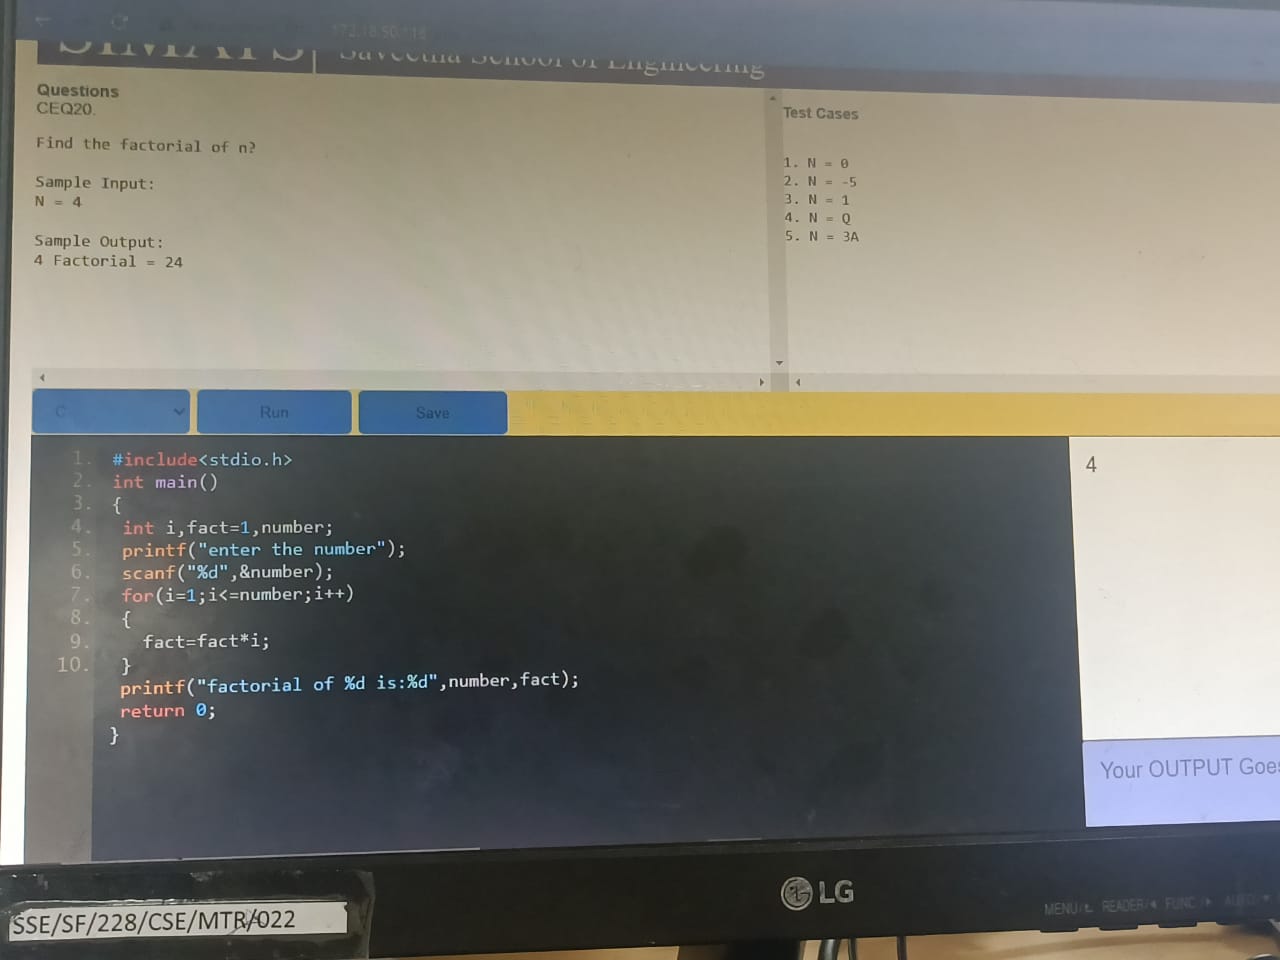 172.18.50.118
SIMATS Saveetha School of Engineering
Questions
CEQ20.
Find the factorial of n?
Sample Input:
N = 4
Sample Output:
4 Factorial = 24
Test Cases
1. N = 0
2. N = -5
3. N = 1
4. N = Q
5. N = 3A
C Run Save
1. #include<stdio.h>
2. int main()
3. {
4. int i,fact=1,number;
5. printf("enter the number");
6. scanf("%d",&number);
7. for(i=1;i<=number;i++)
8. {
9. fact=fact*i;
10. }
printf("factorial of %d is:%d",number,fact);
return 0;
}
4
Your OUTPUT Goes
LG
MENU/ READER/ FUNC./ AUTO/
SSE/SF/228/CSE/MTR/022